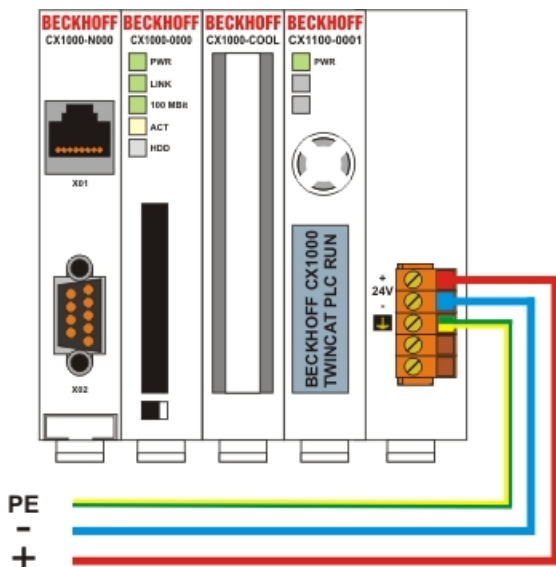 BECKHOFF
CX1000-N000
X01
X02
BECKHOFF
CX1000-0000
PWR
LINK
100 MBit
ACT
HDD
BECKHOFF
CX1000-COOL
BECKHOFF
CX1100-0001
PWR
BECKHOFF CX1000
TWINCAT PLC RUN
+
24V
-
PE
-
+